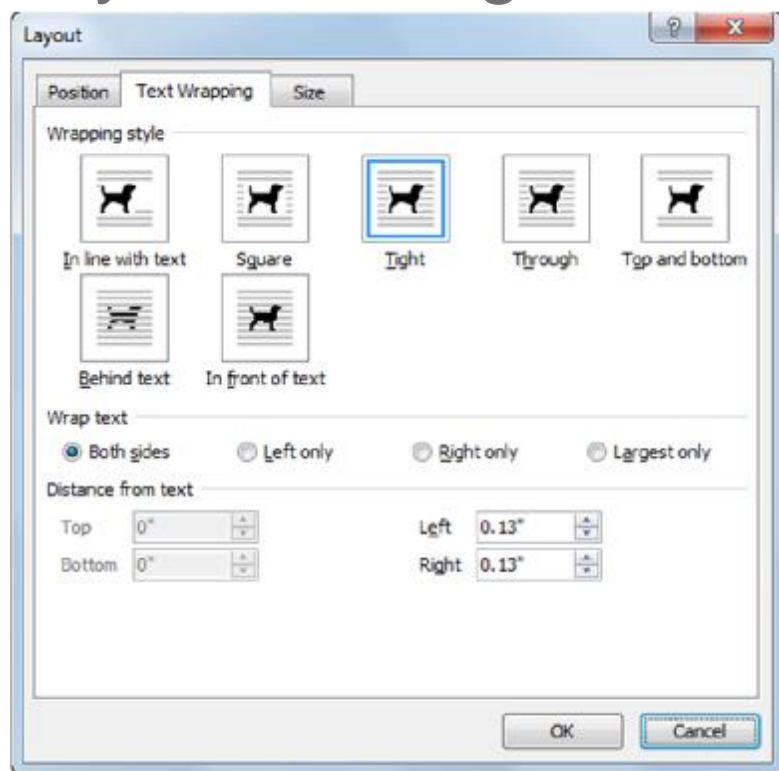 Layout
Position Text Wrapping Size
Wrapping style
In line with text Square Tight Through Top and bottom
Behind text In front of text
Wrap text
Both sides Left only Right only Largest only
Distance from text
Top 0" Left 0.13"
Bottom 0" Right 0.13"
OK Cancel